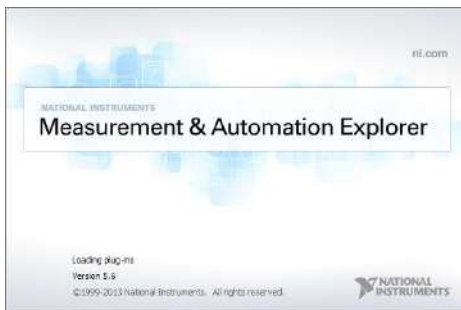 ni.com
NATIONAL INSTRUMENTS
Measurement & Automation Explorer
Loading plug-ins
Version 5.6
©1999-2013 National Instruments. All rights reserved.
NATIONAL
INSTRUMENTS